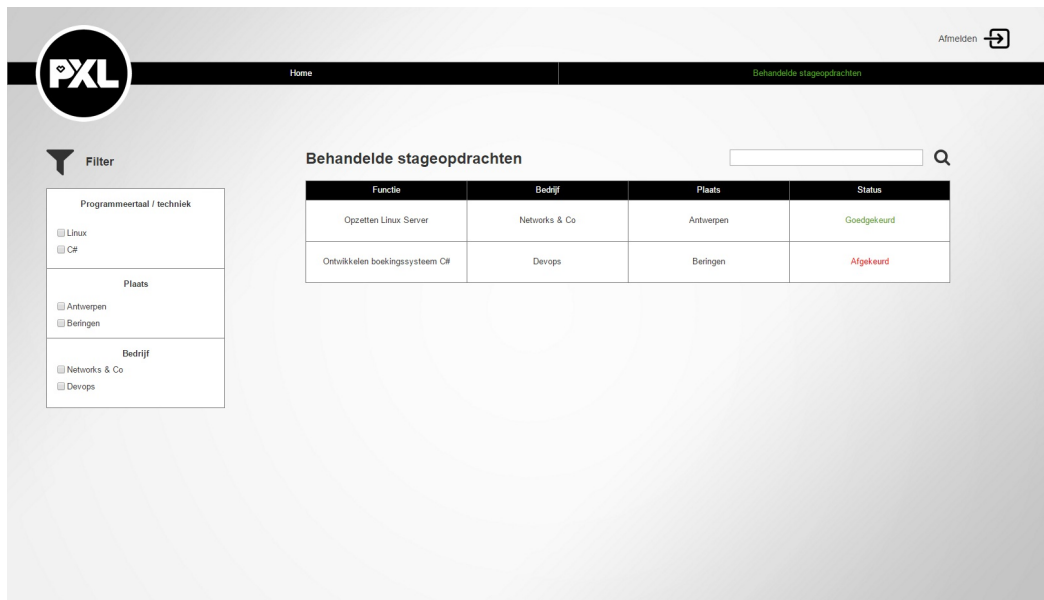 Afmelden
PXL
Home Behandelde stageopdrachten
Filter
Programmeertaal / techniek
Linux
C#
Plaats
Antwerpen
Beringen
Bedrijf
Networks & Co
Devops
Behandelde stageopdrachten
Functie Bedrijf Plaats Status
Opzetten Linux Server Networks & Co Antwerpen Goedgekeurd
Ontwikkelen boekingssysteem C# Devops Beringen Afgekeurd